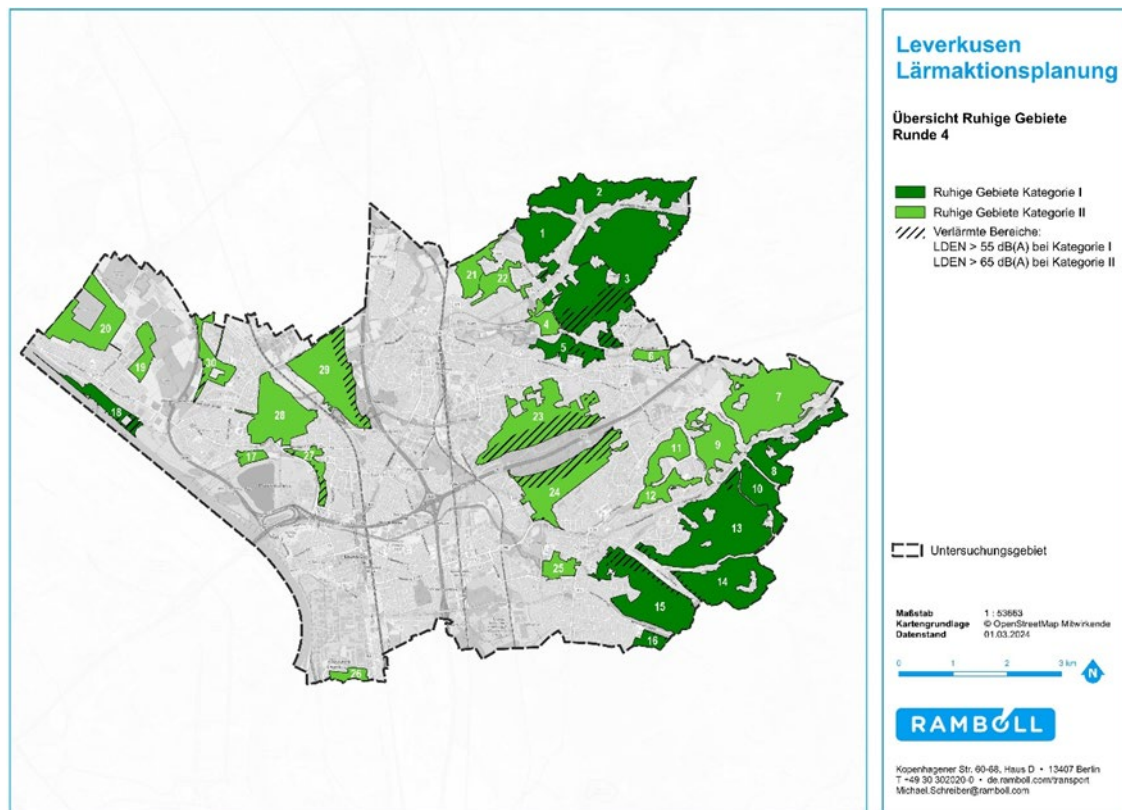 Leverkusen
Lärmaktionsplanung
Übersicht Ruhige Gebiete
Runde 4
Ruhige Gebiete Kategorie I
Ruhige Gebiete Kategorie II
Verlärmte Bereiche:
LDEN > 55 dB(A) bei Kategorie I
LDEN > 65 dB(A) bei Kategorie II
Untersuchungsgebiet
Maßstab 1 : 53663
Kartengrundlage © OpenStreetMap Mitwirkende
Datenstand 01.03.2024
0 1 2 3 km
N
RAMBOLL
Kopenhagener Str. 60-68, Haus D • 13407 Berlin
T +49 30 302020-0 • de.ramboll.com/transport
Michael.Schreiber@ramboll.com
2
1
3
21
22
4
5
6
20
19
30
29
18
28
23
7
11
9
17
27
24
12
8
10
13
25
14
15
16
26